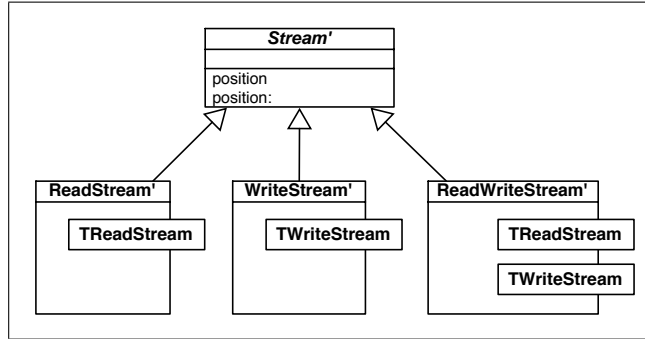 Stream'
position
position:
ReadStream'
WriteStream'
ReadWriteStream'
TReadStream
TWriteStream
TReadStream
TWriteStream